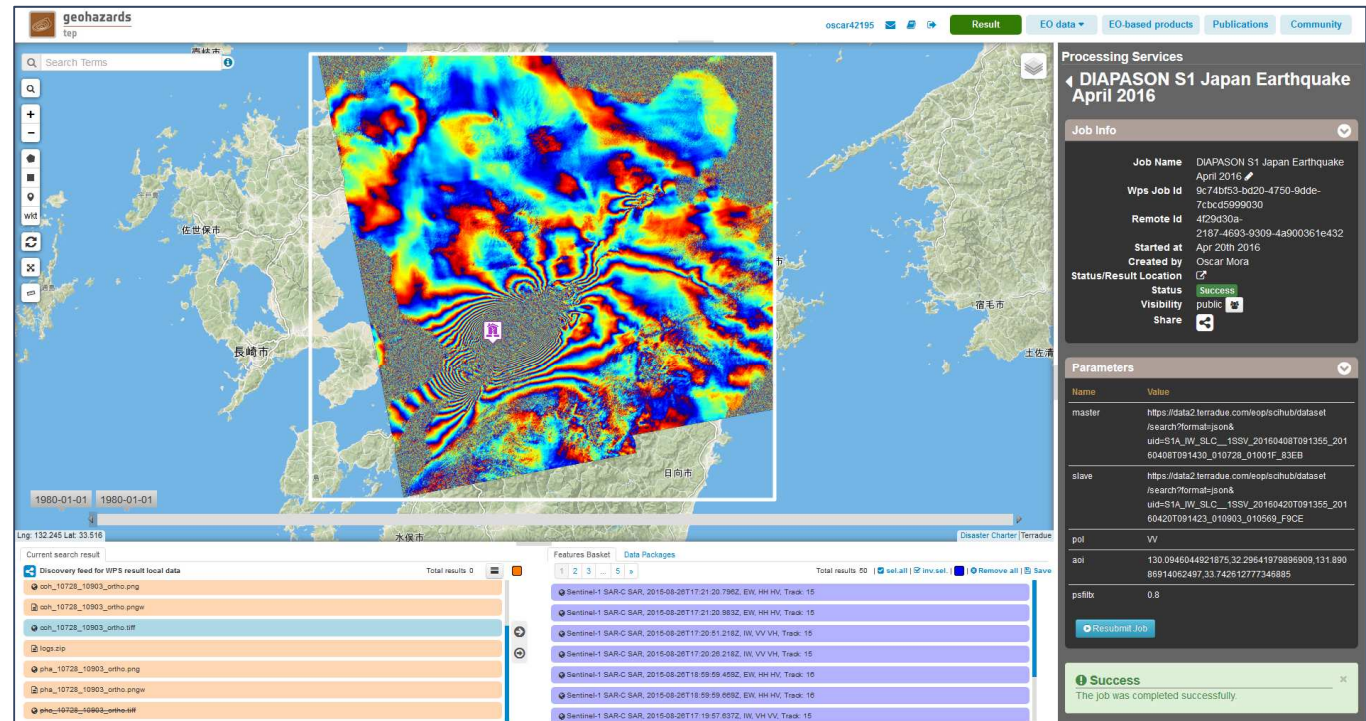 geohazards
tep
oscar42195
Result
EO data
EO-based products
Publications
Community
Search Terms
wkt
佐世保市
長崎市
宿毛市
日向市
水俣市
1980-01-01 1980-01-01
Lng: 132.245 Lat: 33.516
Disaster Charter Terradue
Processing Services
DIAPASON S1 Japan Earthquake
April 2016
Job Info
Job Name DIAPASON S1 Japan Earthquake
April 2016
Wps Job Id 9c74bf53-bd20-4750-9dde-
7cbcd5999030
Remote Id 4f29d30a-
2187-4693-9309-4a900361e432
Started at Apr 20th 2016
Created by Oscar Mora
Status/Result Location
Status Success
Visibility public
Share
Parameters
Name Value
master https://data2.terradue.com/eop/scihub/dataset
/search?format=json&
uid=S1A_IW_SLC__1SSV_20160408T091355_201
60408T091430_010728_01001F_83EB
slave https://data2.terradue.com/eop/scihub/dataset
/search?format=json&
uid=S1A_IW_SLC__1SSV_20160420T091355_201
60420T091423_010903_010569_F9CE
pol VV
aoi 130.0946044921875,32.29641979896909,131.890
86914062497,33.742612777346885
psfiltx 0.8
Resubmit Job
Success ×
The job was completed successfully.
Current search result
Discovery feed for WPS result local data Total results 0
coh_10728_10903_ortho.png
coh_10728_10903_ortho.pngw
coh_10728_10903_ortho.tiff
logs.zip
pha_10728_10903_ortho.png
pha_10728_10903_ortho.pngw
pha_10728_10903_ortho.tiff
Features Basket Data Packages
1 2 3 ... 5 » Total results 50 | sel.all | inv.sel. | Remove all | Save
Sentinel-1 SAR-C SAR, 2015-08-26T17:21:20.796Z, EW, HH HV, Track: 15
Sentinel-1 SAR-C SAR, 2015-08-26T17:21:20.983Z, EW, HH HV, Track: 15
Sentinel-1 SAR-C SAR, 2015-08-26T17:20:51.218Z, IW, VV VH, Track: 15
Sentinel-1 SAR-C SAR, 2015-08-26T17:20:26.218Z, IW, VV VH, Track: 15
Sentinel-1 SAR-C SAR, 2015-08-26T18:59:59.459Z, EW, HH HV, Track: 16
Sentinel-1 SAR-C SAR, 2015-08-26T18:59:59.669Z, EW, HH HV, Track: 16
Sentinel-1 SAR-C SAR, 2015-08-26T17:19:57.637Z, IW, VH VV, Track: 15